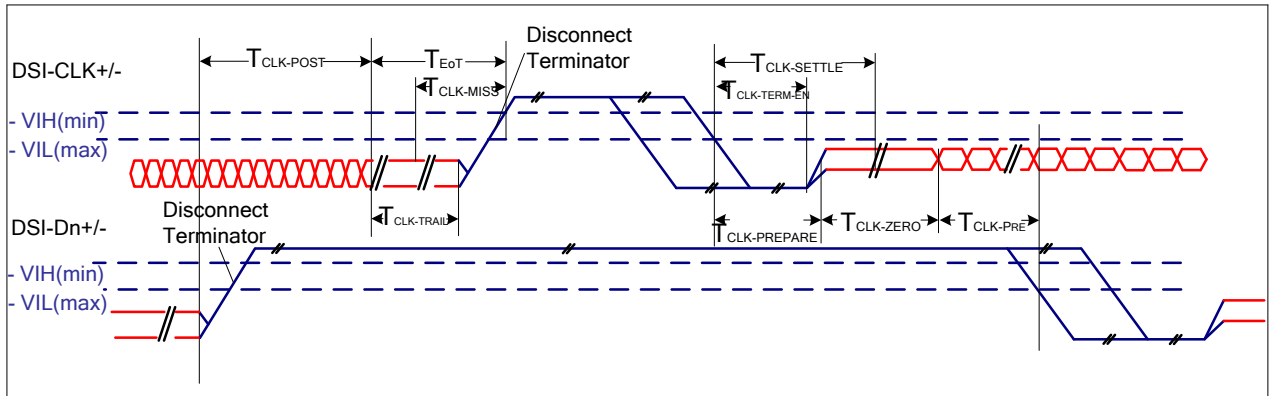 TCLK-POST
TEoT
Disconnect
Terminator
TCLK-SETTLE
DSI-CLK+/-
TCLK-MISS
TCLK-TERM-EN
- VIH(min)
- VIL(max)
Disconnect
Terminator
TCLK-TRAIL
TCLK-PREPARE
TCLK-ZERO
TCLK-PRE
DSI-Dn+/-
- VIH(min)
- VIL(max)